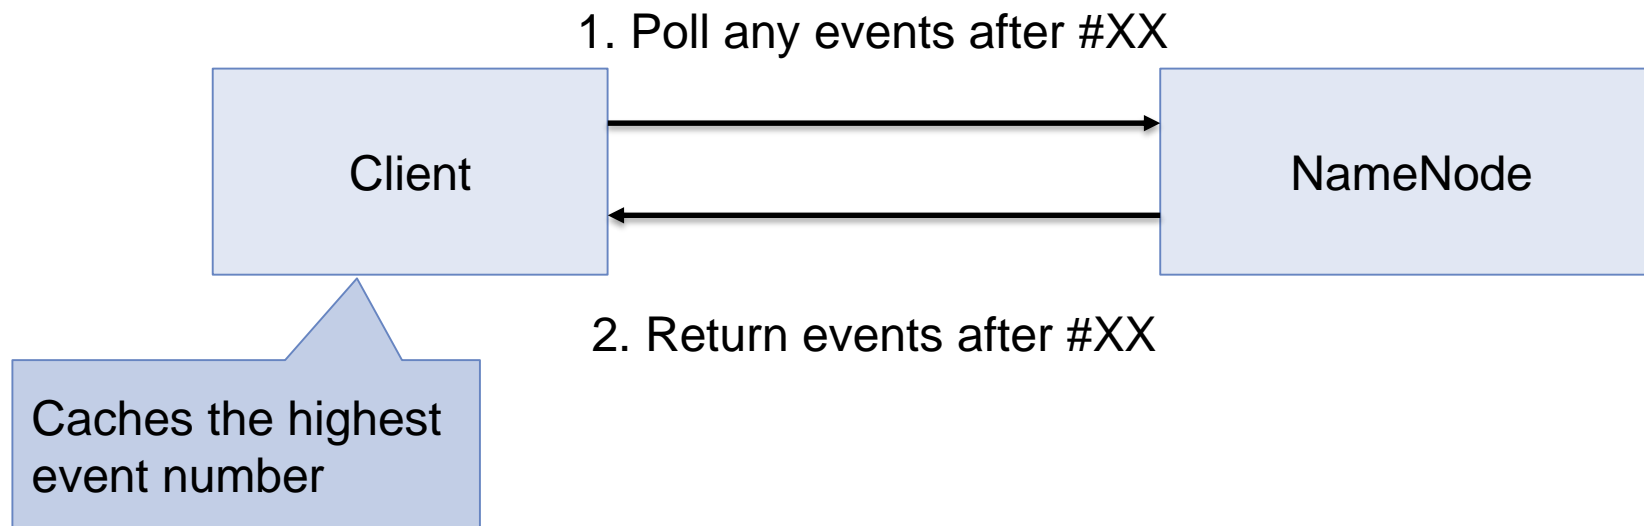 1. Poll any events after #XX
Client
NameNode
2. Return events after #XX
Caches the highest
event number